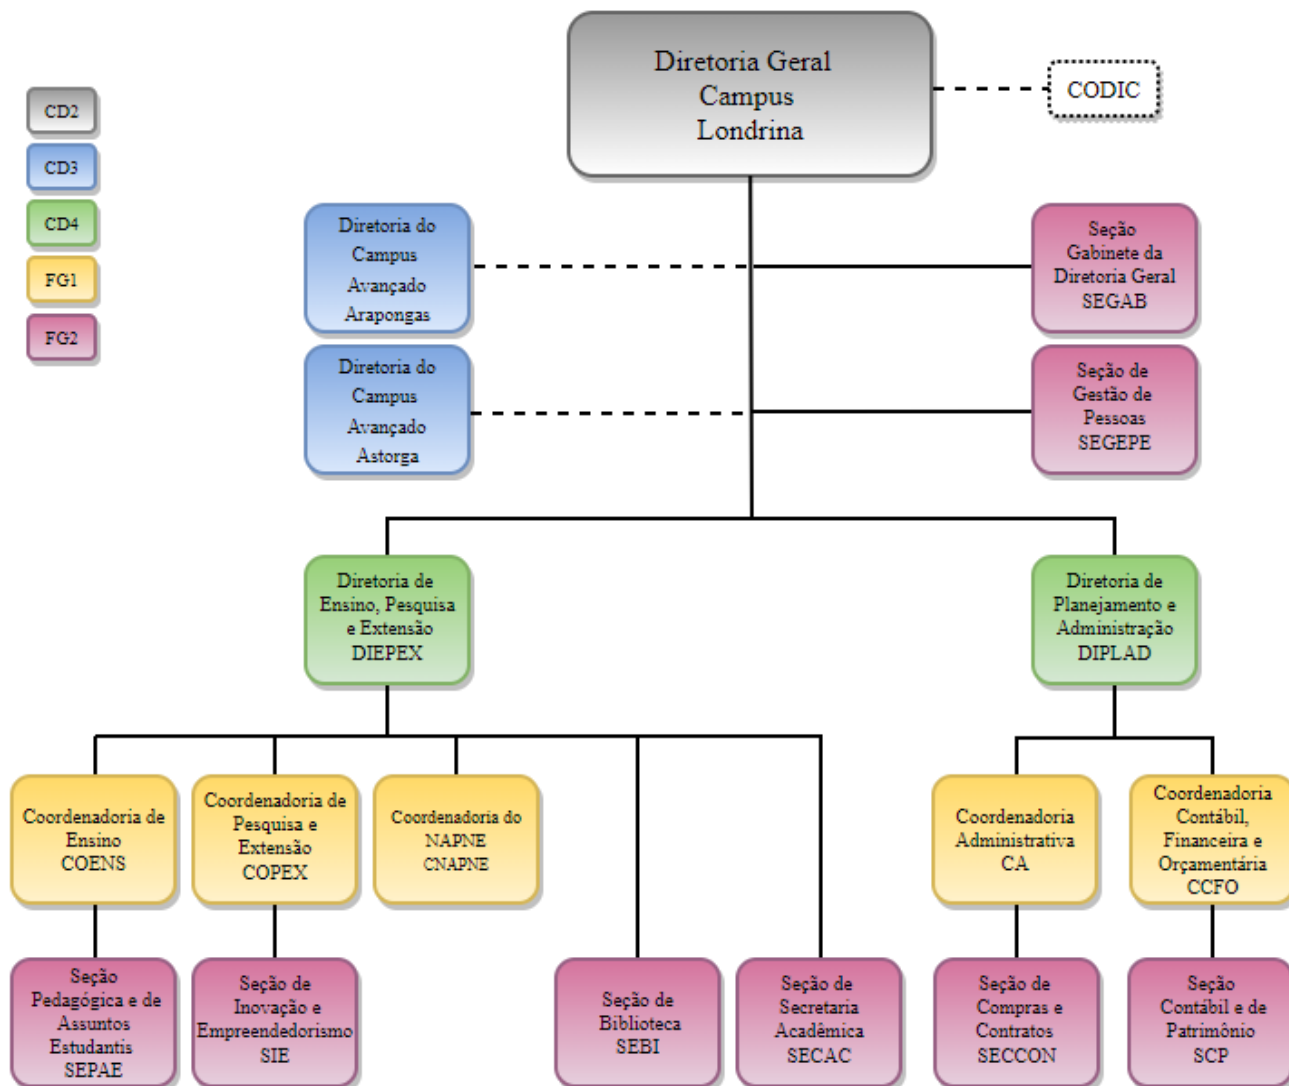 Diretoria Geral
Campus
Londrina
CODIC
CD2
CD3
CD4
FG1
FG2
Diretoria do
Campus
Avançado
Arapongas
Seção
Gabinete da
Diretoria Geral
SEGAB
Diretoria do
Campus
Avançado
Astorga
Seção de
Gestão de
Pessoas
SEGEPE
Diretoria de
Ensino, Pesquisa
e Extensão
DIEPEX
Diretoria de
Planejamento e
Administração
DIPLAD
Coordenadoria de
Ensino
COENS
Coordenadoria de
Pesquisa e
Extensão
COPEX
Coordenadoria do
NAPNE
CNAPNE
Coordenadoria
Administrativa
CA
Coordenadoria
Contábil,
Financeira e
Orçamentária
CCFO
Seção
Pedagógica e de
Assuntos
Estudantis
SEPAE
Seção de
Inovação e
Empreendedorismo
SIE
Seção de
Biblioteca
SEBI
Seção de
Secretaria
Acadêmica
SECAC
Seção de
Compras e
Contratos
SECCON
Seção
Contábil e de
Patrimônio
SCP